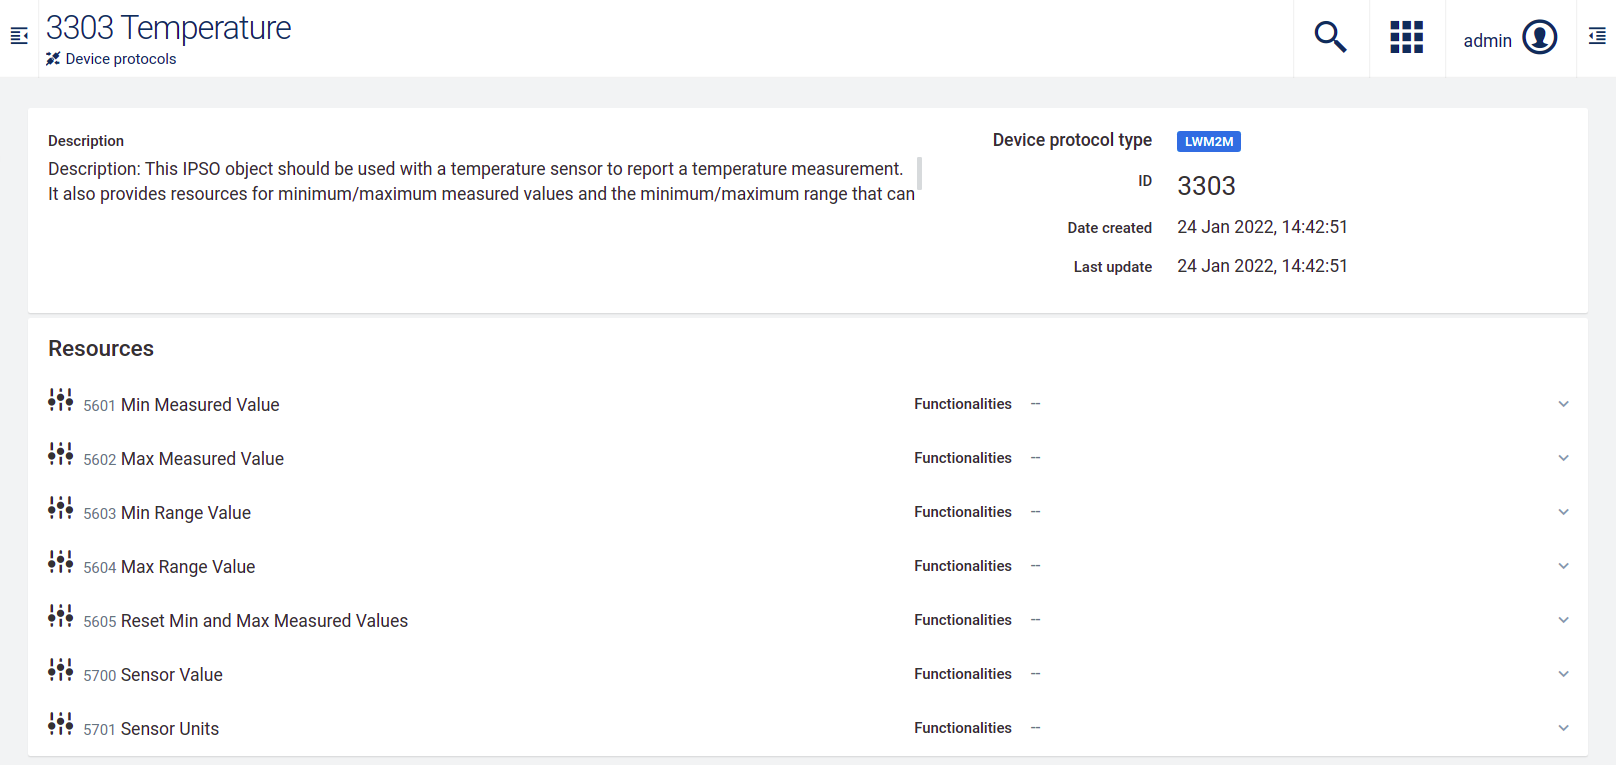 3303 Temperature
Device protocols
admin
Description
Description: This IPSO object should be used with a temperature sensor to report a temperature measurement.
It also provides resources for minimum/maximum measured values and the minimum/maximum range that can
Device protocol type LWM2M
ID 3303
Date created 24 Jan 2022, 14:42:51
Last update 24 Jan 2022, 14:42:51
Resources
5601 Min Measured Value Functionalities --
5602 Max Measured Value Functionalities --
5603 Min Range Value Functionalities --
5604 Max Range Value Functionalities --
5605 Reset Min and Max Measured Values Functionalities --
5700 Sensor Value Functionalities --
5701 Sensor Units Functionalities --